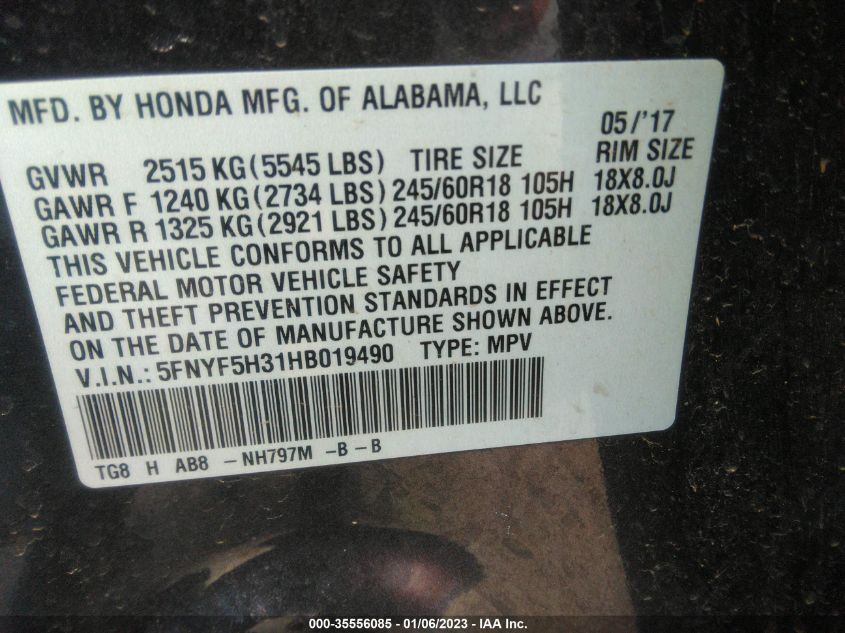 MFD. BY HONDA MFG. OF ALABAMA, LLC
05/'17
GVWR 2515 KG(5545 LBS) TIRE SIZE RIM SIZE
GAWR F 1240 KG(2734 LBS) 245/60R18 105H 18X8.0J
GAWR R 1325 KG(2921 LBS) 245/60R18 105H 18X8.0J
THIS VEHICLE CONFORMS TO ALL APPLICABLE
FEDERAL MOTOR VEHICLE SAFETY
AND THEFT PREVENTION STANDARDS IN EFFECT
ON THE DATE OF MANUFACTURE SHOWN ABOVE.
V.I.N.: 5FNYF5H31HB019490 TYPE: MPV
TG8 H AB8 -NH797M -B-B
000-35556085 — 01/06/2023 — IAA Inc.